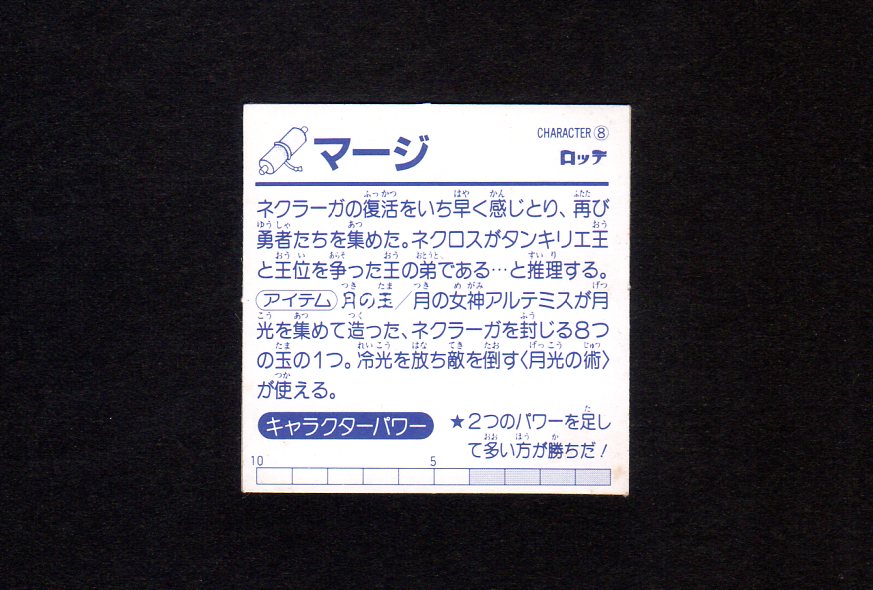 CHARACTER⑧
マージ
ロッテ
ネクラーガの復活をいち早く感じとり、再び
勇者たちを集めた。ネクロスがタンキリエ王
と王位を争った王の弟である…と推理する。
アイテム 月の玉/月の女神アルテミスが月
光を集めて造った、ネクラーガを封じる8つ
の玉の1つ。冷光を放ち敵を倒す〈月光の術〉
が使える。
キャラクターパワー
★2つのパワーを足し
て多い方が勝ちだ!
10 5